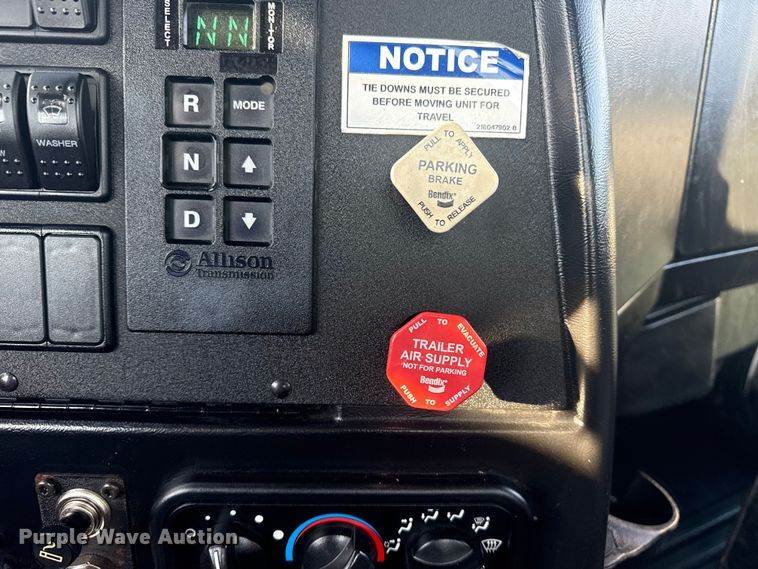 SELECT
NN
MONITOR
R
MODE
N
D
Allison
Transmission
WASHER
NOTICE
TIE DOWNS MUST BE SECURED
BEFORE MOVING UNIT FOR
TRAVEL
PULL TO APPLY
PARKING
BRAKE
Bendix
PUSH TO RELEASE
PULL TO EVACUATE
TRAILER
AIR SUPPLY
NOT FOR PARKING
Bendix
PUSH TO SUPPLY
Purple Wave Auction